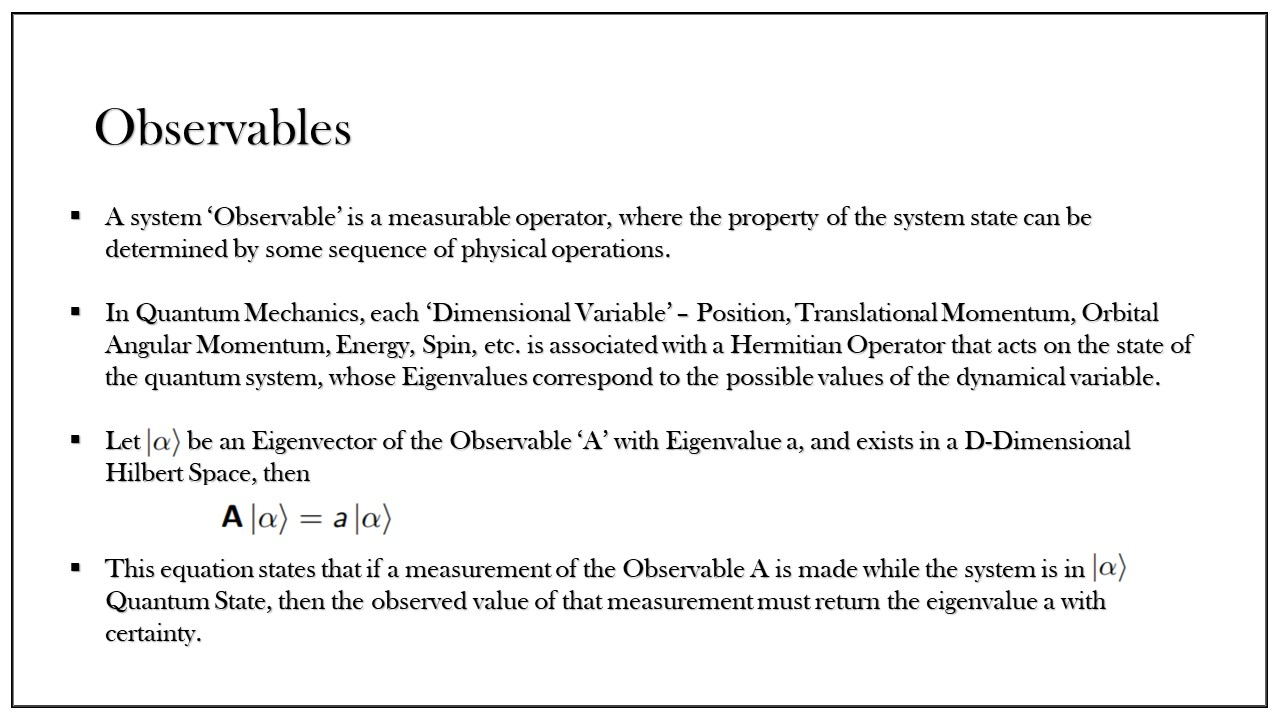 Observables
▪ A system ‘Observable’ is a measurable operator, where the property of the system state can be
determined by some sequence of physical operations.
▪ In Quantum Mechanics, each ‘Dimensional Variable’ – Position, Translational Momentum, Orbital
Angular Momentum, Energy, Spin, etc. is associated with a Hermitian Operator that acts on the state of
the quantum system, whose Eigenvalues correspond to the possible values of the dynamical variable.
▪ Let |α⟩ be an Eigenvector of the Observable ‘A’ with Eigenvalue a, and exists in a D-Dimensional
Hilbert Space, then
A |α⟩ = a |α⟩
▪ This equation states that if a measurement of the Observable A is made while the system is in |α⟩
Quantum State, then the observed value of that measurement must return the eigenvalue a with
certainty.